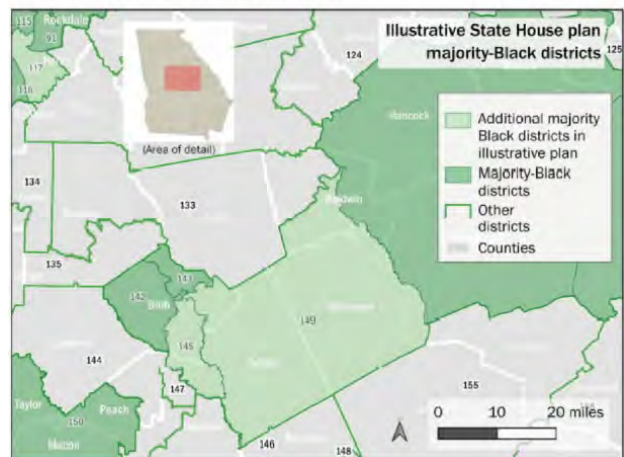 115
Rockdale
91
117
116
124
125
Illustrative State House plan
majority-Black districts
Hancock
(Area of detail)
Additional majority
Black districts in
illustrative plan
Majority-Black
districts
Other
districts
Counties
134
133
Baldwin
135
142
143
Bibb
149
145
144
147
155
Taylor
Peach
150
Macon
146
148
0 10 20 miles